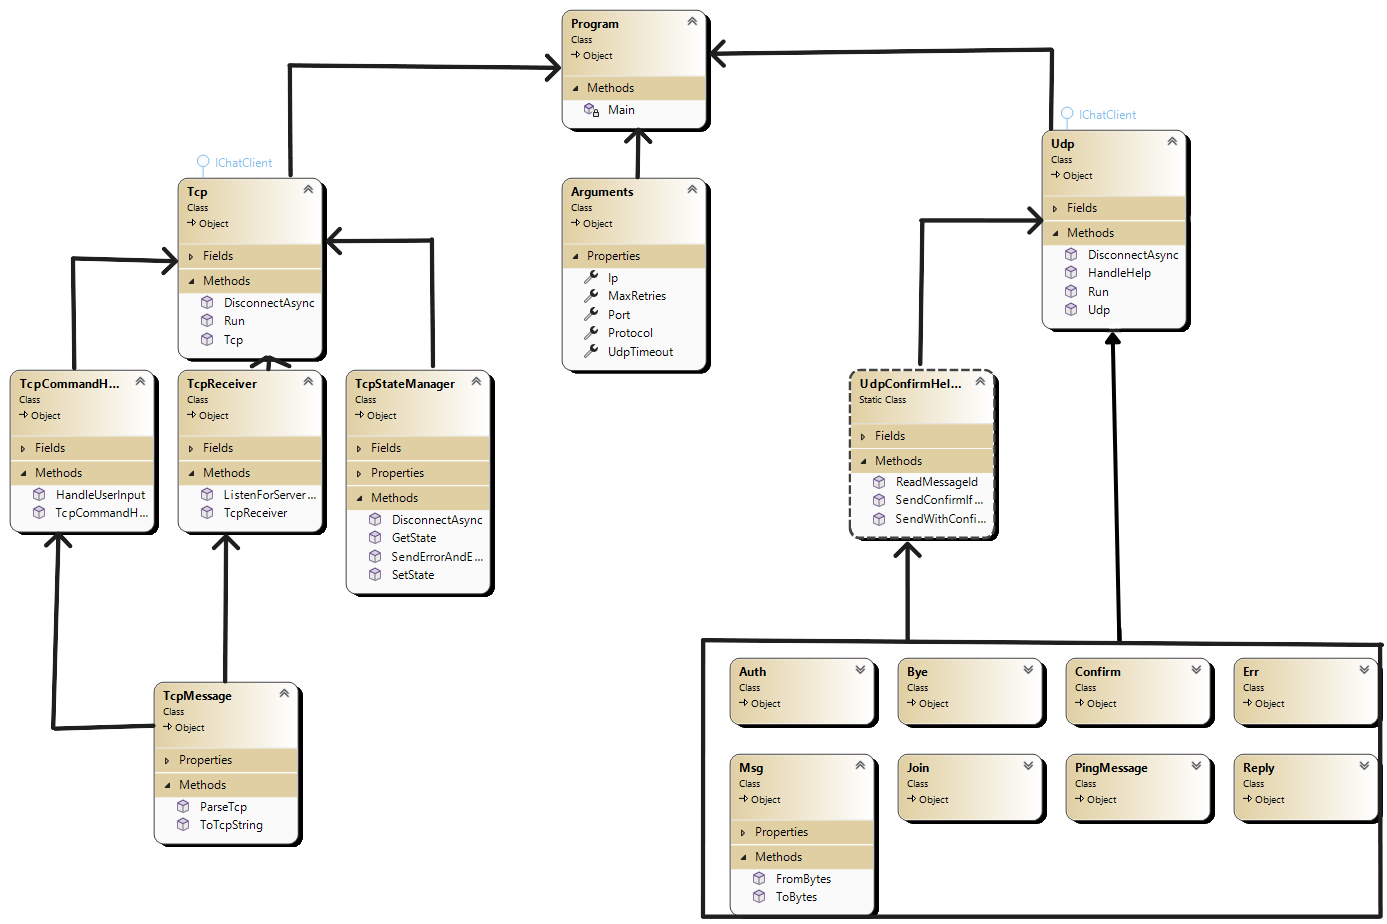 Program
Class
Object
Methods
Main
IChatClient
Tcp
Class
Object
Fields
Methods
DisconnectAsync
Run
Tcp
Arguments
Class
Object
Properties
Ip
MaxRetries
Port
Protocol
UdpTimeout
IChatClient
Udp
Class
Object
Fields
Methods
DisconnectAsync
HandleHelp
Run
Udp
TcpCommandH...
Class
Object
Fields
Methods
HandleUserInput
TcpCommandH...
TcpReceiver
Class
Object
Fields
Methods
ListenForServer...
TcpReceiver
TcpStateManager
Class
Object
Fields
Properties
Methods
DisconnectAsync
GetState
SendErrorAndE...
SetState
UdpConfirmHel...
Static Class
Fields
Methods
ReadMessageId
SendConfirmIf...
SendWithConfi...
TcpMessage
Class
Object
Properties
Methods
ParseTcp
ToTcpString
Auth
Class
Object
Bye
Class
Object
Confirm
Class
Object
Err
Class
Object
Msg
Class
Object
Properties
Methods
FromBytes
ToBytes
Join
Class
Object
PingMessage
Class
Object
Reply
Class
Object